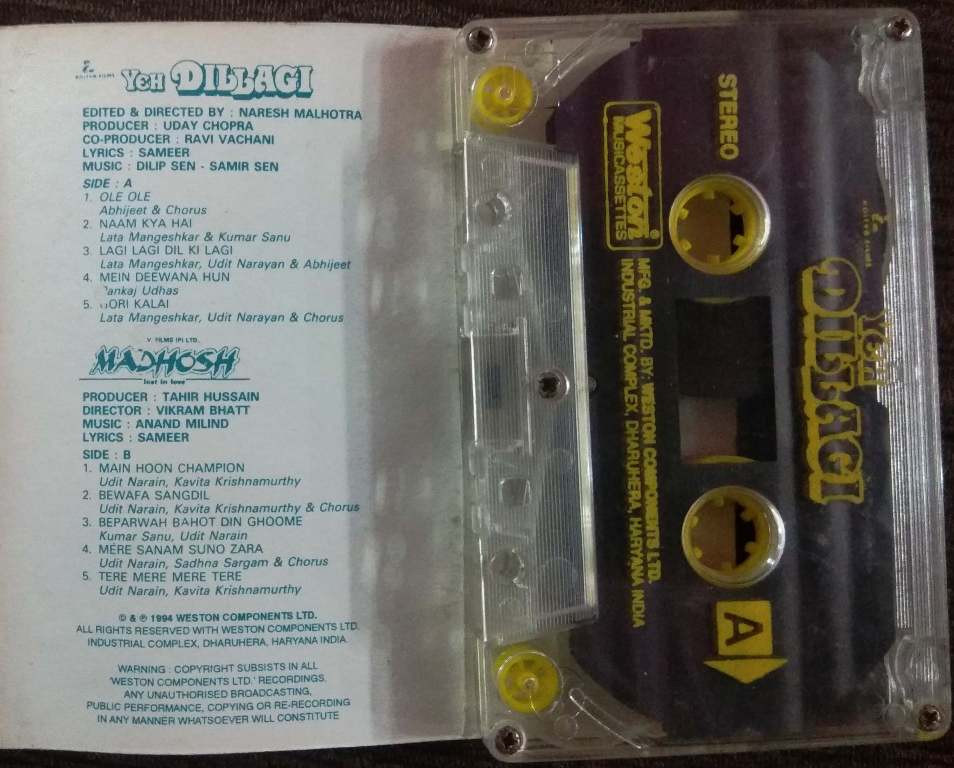 EDITED & DIRECTED BY : NARESH MALHOTRA
PRODUCER : UDAY CHOPRA
CO-PRODUCER : RAVI VACHANI
LYRICS : SAMEER
MUSIC : DILIP SEN - SAMIR SEN
YEH DILLAGI
SIDE : A
1. OLE OLE
Abhijeet & Chorus
2. NAAM KYA HAI
Lata Mangeshkar & Kumar Sanu
3. LAGI LAGI DIL KI LAGI
Lata Mangeshkar, Udit Narayan & Abhijeet
4. MEIN DEEWANA HUN
Pankaj Udhas
5. GORI KALAI
Lata Mangeshkar, Udit Narayan & Chorus
V. FILMS (P) LTD.
MADHOSH
lost in love
PRODUCER : TAHIR HUSSAIN
DIRECTOR : VIKRAM BHATT
MUSIC : ANAND MILIND
LYRICS : SAMEER
SIDE : B
1. MAIN HOON CHAMPION
Udit Narain, Kavita Krishnamurthy
2. BEWAFA SANGDIL
Udit Narain, Kavita Krishnamurthy & Chorus
3. BEPARWAH BAHOT DIN GHOOME
Kumar Sanu, Udit Narain
4. MERE SANAM SUNO ZARA
Udit Narain, Sadhna Sargam & Chorus
5. TERE MERE MERE TERE
Udit Narain, Kavita Krishnamurthy
© & ℗ 1994 WESTON COMPONENTS LTD.
ALL RIGHTS RESERVED WITH WESTON COMPONENTS LTD.
INDUSTRIAL COMPLEX, DHARUHERA, HARYANA INDIA
WARNING : COPYRIGHT SUBSISTS IN ALL
'WESTON COMPONENTS LTD.' RECORDINGS.
ANY UNAUTHORISED BROADCASTING,
PUBLIC PERFORMANCE, COPYING OR RE-RECORDING
IN ANY MANNER WHATSOEVER WILL CONSTITUTE
YEH
DILLAGI
STEREO
Weston
MUSICASSETTES
MFG. & MKTD. BY: WESTON COMPONENTS LTD.
INDUSTRIAL COMPLEX, DHARUHERA, HARYANA INDIA
A